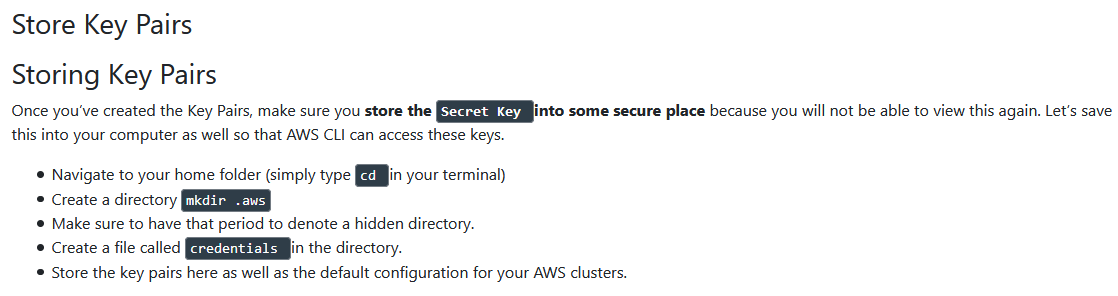 Store Key Pairs
Storing Key Pairs
Once you’ve created the Key Pairs, make sure you store the Secret Key into some secure place because you will not be able to view this again. Let’s save
this into your computer as well so that AWS CLI can access these keys.
• Navigate to your home folder (simply type cd in your terminal)
• Create a directory mkdir .aws
• Make sure to have that period to denote a hidden directory.
• Create a file called credentials in the directory.
• Store the key pairs here as well as the default configuration for your AWS clusters.